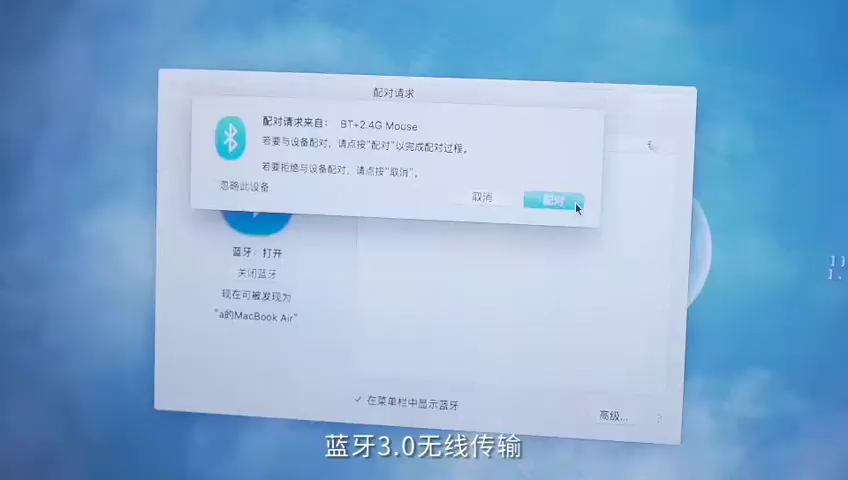 配对请求
配对请求来自： BT+2.4G Mouse
若要与设备配对，请点按“配对”以完成配对过程。
若要拒绝与设备配对，请点按“取消”。
忽略此设备
取消
配对
蓝牙：打开
关闭蓝牙
现在可被发现为
“a的MacBook Air”
✓ 在菜单栏中显示蓝牙
高级...
?
蓝牙3.0无线传输